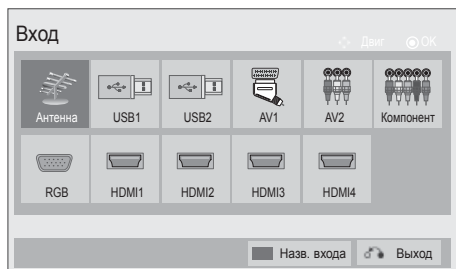 Вход
Двиг OK
Антенна USB1 USB2 AV1 AV2 Компонент
RGB HDMI1 HDMI2 HDMI3 HDMI4
Назв. входа Выход